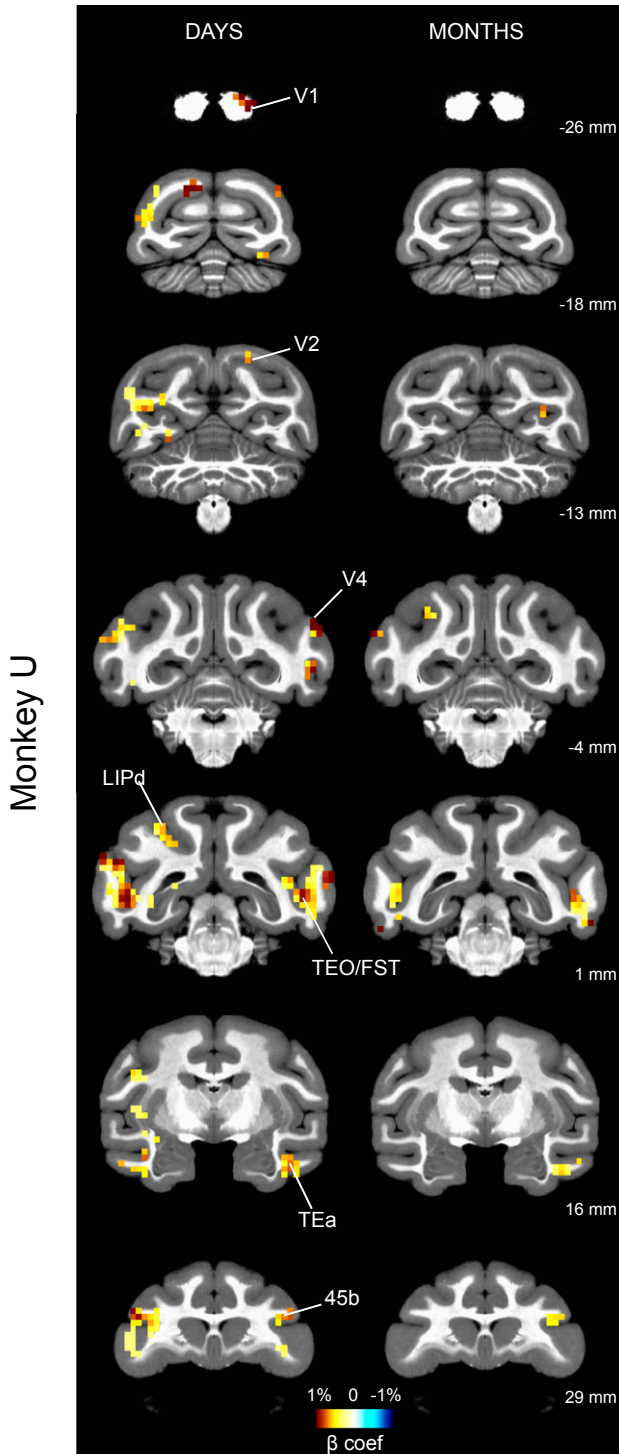 DAYS MONTHS
V1
-26 mm
-18 mm
V2
-13 mm
V4
-4 mm
Monkey U
LIPd
TEO/FST
1 mm
TEa
16 mm
45b
29 mm
1% 0 -1%
β coef